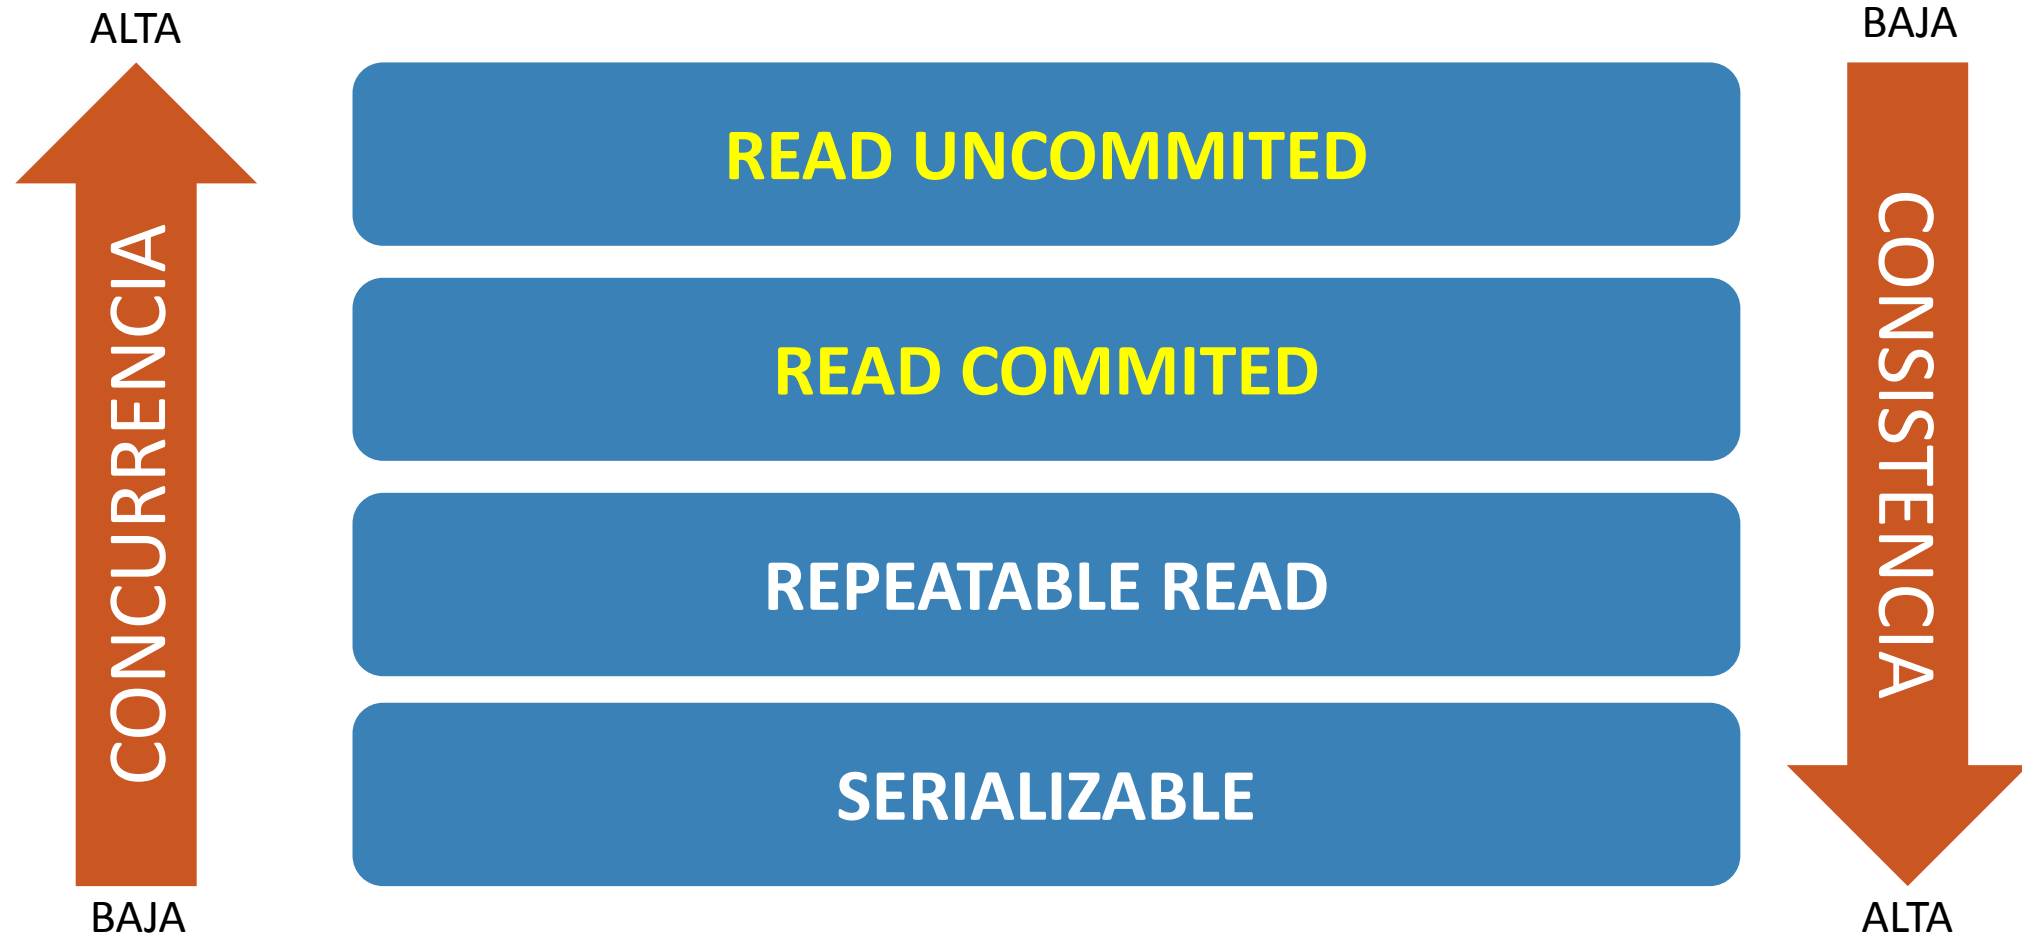 ALTA
BAJA
READ UNCOMMITED
READ COMMITED
REPEATABLE READ
SERIALIZABLE
CONCURRENCIA
CONSISTENCIA
BAJA
ALTA